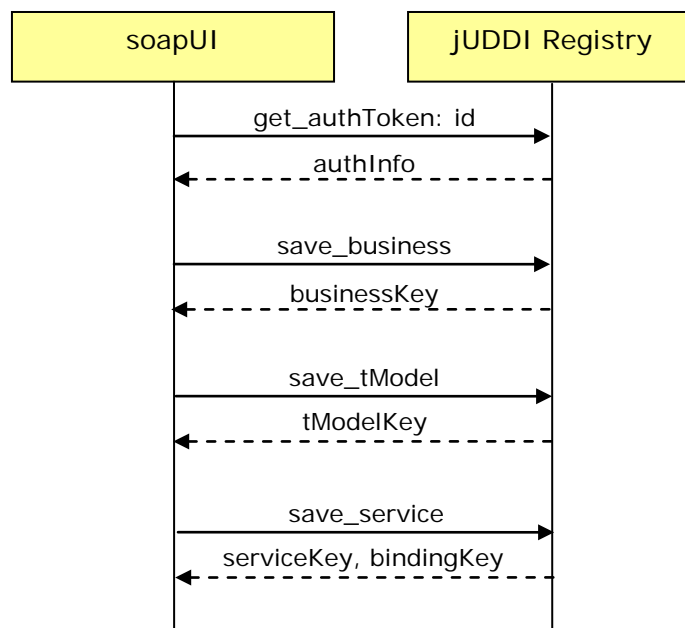 soapUI
jUDDI Registry
get_authToken: id
authInfo
save_business
businessKey
save_tModel
tModelKey
save_service
serviceKey, bindingKey